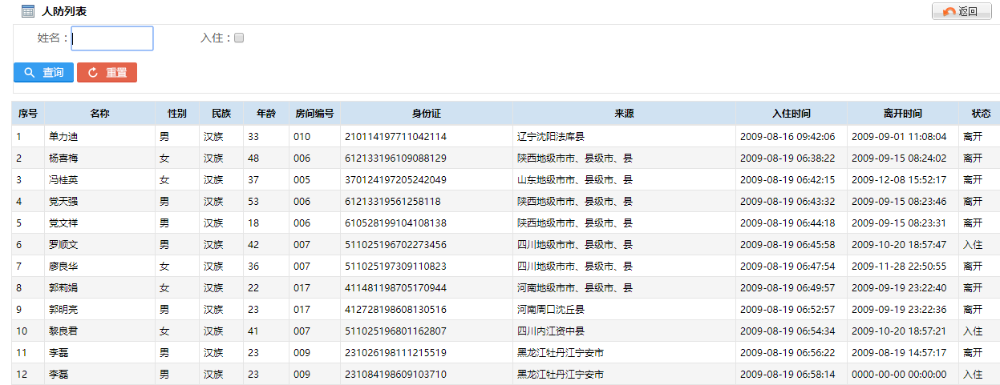 人防列表 返回
姓名： 入住：
查询 重置
序号 名称 性别 民族 年龄 房间编号 身份证 来源 入住时间 离开时间 状态
1 单力迪 男 汉族 33 010 210114197711042114 辽宁沈阳法库县 2009-08-16 09:42:06 2009-09-01 11:08:04 离开
2 杨喜梅 女 汉族 48 006 612133196109088129 陕西地级市市、县级市、县 2009-08-19 06:38:22 2009-09-15 08:24:02 离开
3 冯桂英 女 汉族 37 005 370124197205242049 山东地级市市、县级市、县 2009-08-19 06:42:15 2009-12-08 15:52:17 离开
4 党天强 男 汉族 53 006 61213319561258118 陕西地级市市、县级市、县 2009-08-19 06:43:32 2009-09-15 08:23:46 离开
5 党文祥 男 汉族 18 006 610528199104108138 陕西地级市市、县级市、县 2009-08-19 06:44:18 2009-09-15 08:23:31 离开
6 罗顺文 男 汉族 42 007 511025196702273456 四川地级市市、县级市、县 2009-08-19 06:45:58 2009-10-20 18:57:47 入住
7 廖良华 女 汉族 36 007 511025197309110823 四川地级市市、县级市、县 2009-08-19 06:47:54 2009-11-28 22:50:55 离开
8 郭莉娟 女 汉族 22 017 411481198705170944 河南地级市市、县级市、县 2009-08-19 06:49:57 2009-09-19 23:22:40 离开
9 郭明亮 男 汉族 23 017 412728198608130516 河南周口沈丘县 2009-08-19 06:52:57 2009-09-19 23:22:36 离开
10 黎良君 女 汉族 41 007 511025196801162807 四川内江资中县 2009-08-19 06:54:34 2009-10-20 18:57:21 入住
11 李磊 男 汉族 23 009 231026198111215519 黑龙江牡丹江宁安市 2009-08-19 06:56:22 2009-08-19 14:57:17 离开
12 李磊 男 汉族 23 009 231084198609103710 黑龙江牡丹江宁安市 2009-08-19 06:58:14 0000-00-00 00:00:00 入住